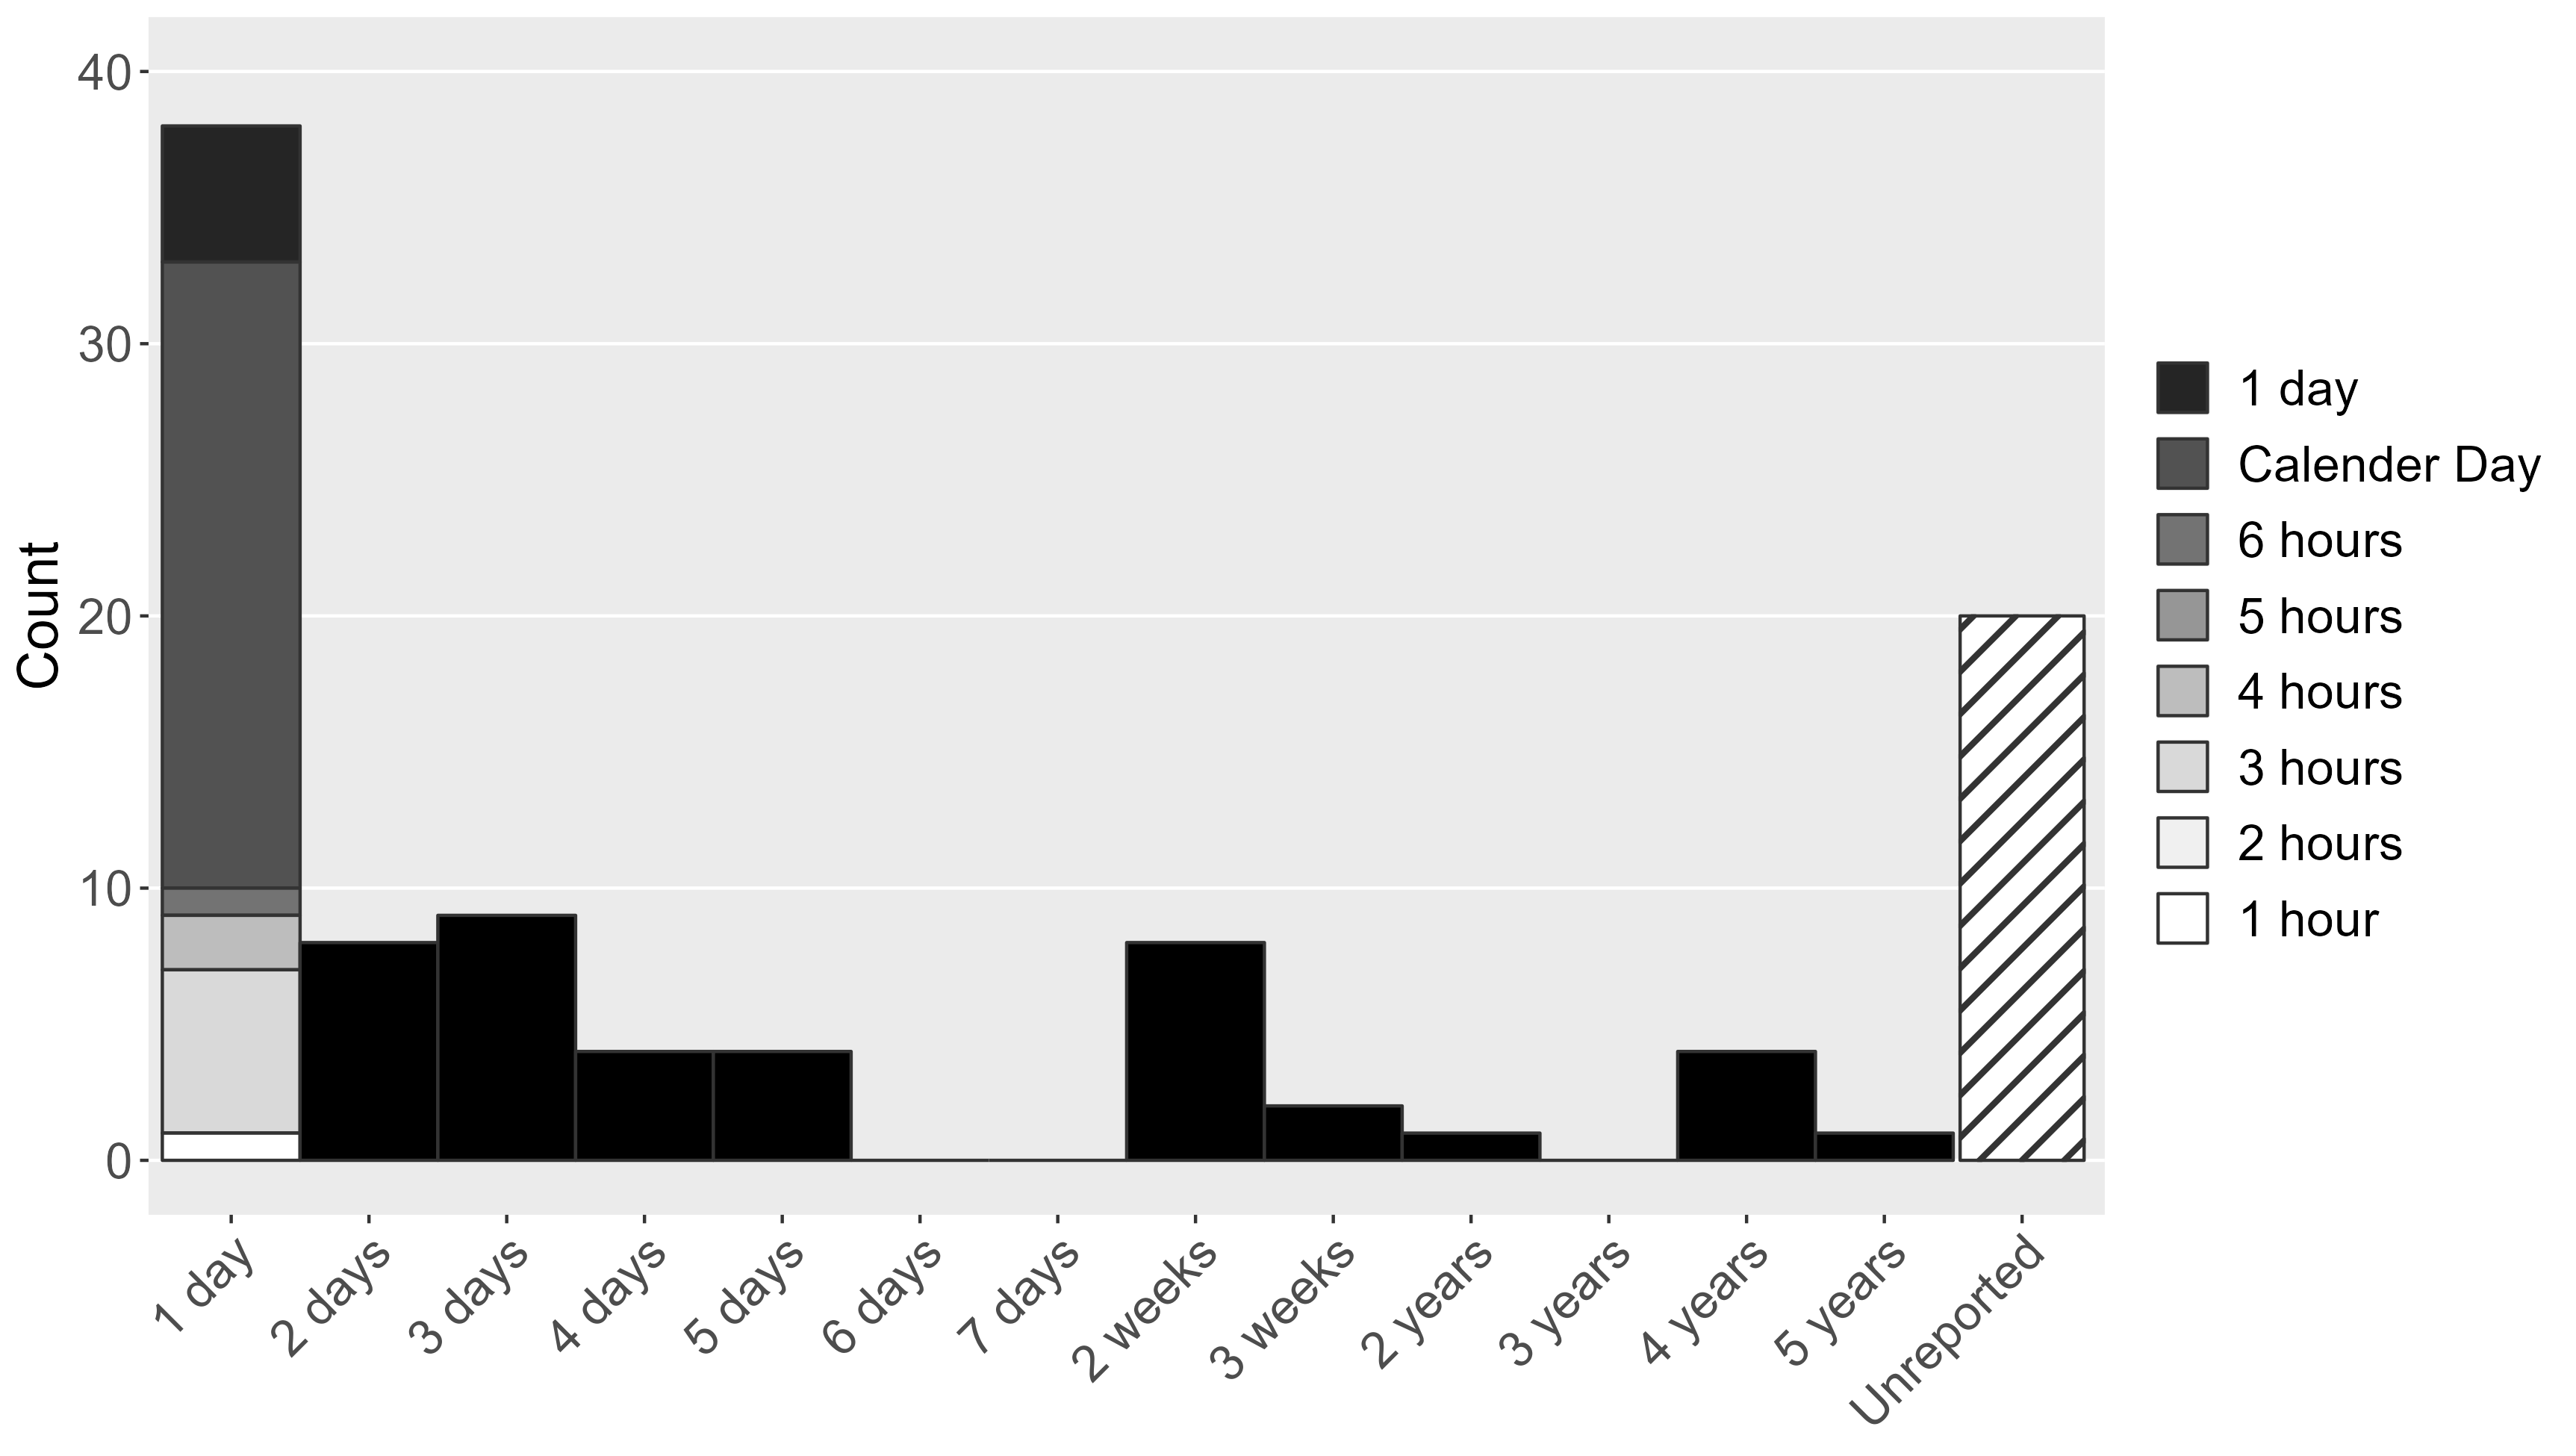 Count
40
30
20
10
0
1 day
2 days
3 days
4 days
5 days
6 days
7 days
2 weeks
3 weeks
2 years
3 years
4 years
5 years
Unreported
1 day
Calender Day
6 hours
5 hours
4 hours
3 hours
2 hours
1 hour